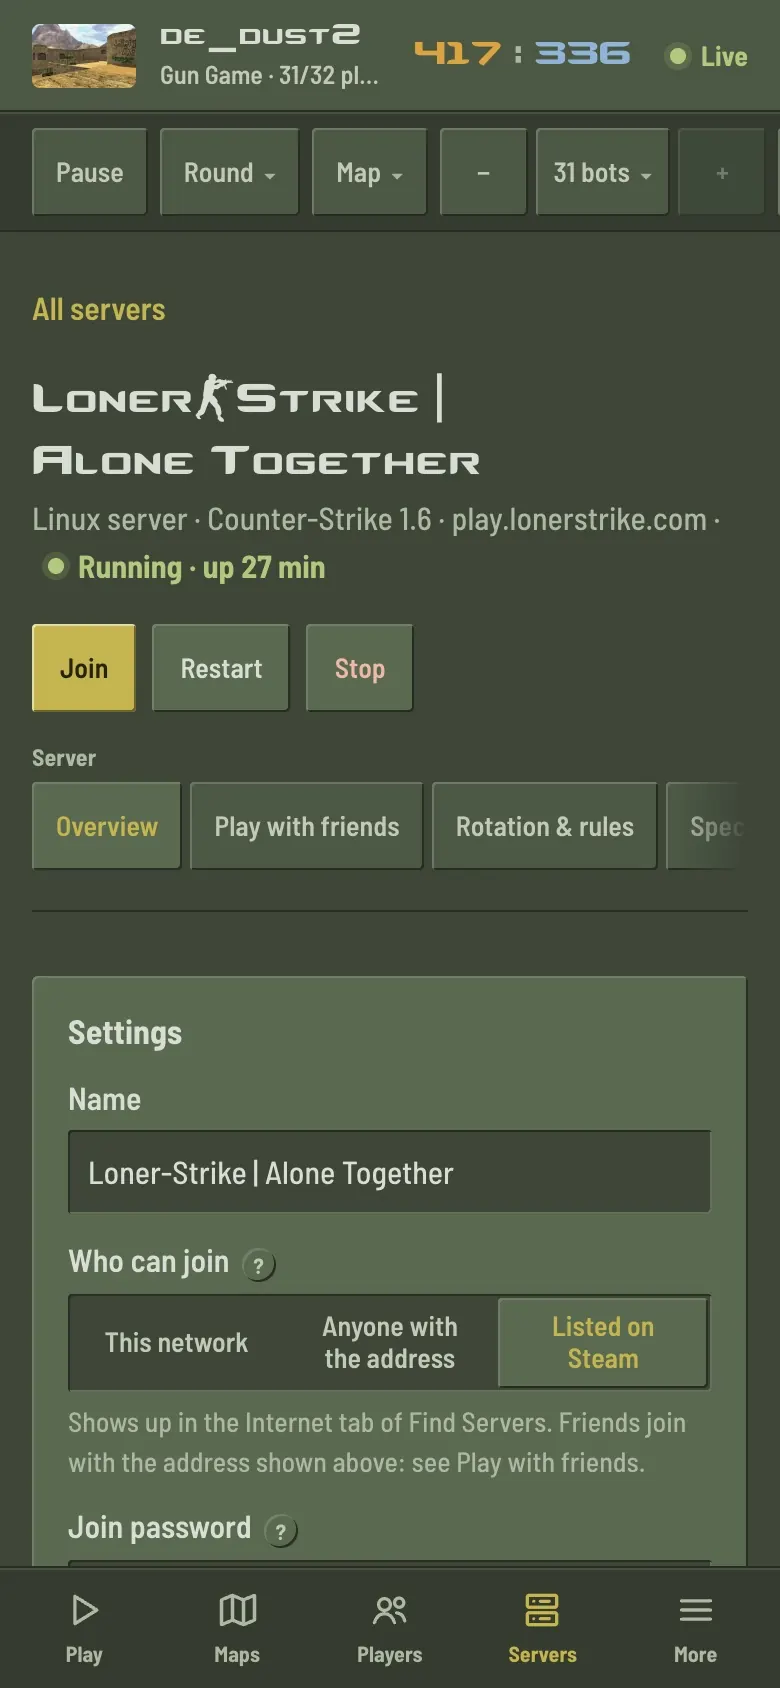 de_dust2
417 : 336
Live
Gun Game · 31/32 pl...
Pause
Round
Map
–
31 bots
+
All servers
Loner Strike |
Alone Together
Linux server · Counter-Strike 1.6 · play.lonerstrike.com ·
Running · up 27 min
Join
Restart
Stop
Server
Overview
Play with friends
Rotation & rules
Spec
Settings
Name
Loner-Strike | Alone Together
Who can join ?
This network
Anyone with
the address
Listed on
Steam
Shows up in the Internet tab of Find Servers. Friends join
with the address shown above: see Play with friends.
Join password ?
Play
Maps
Players
Servers
More